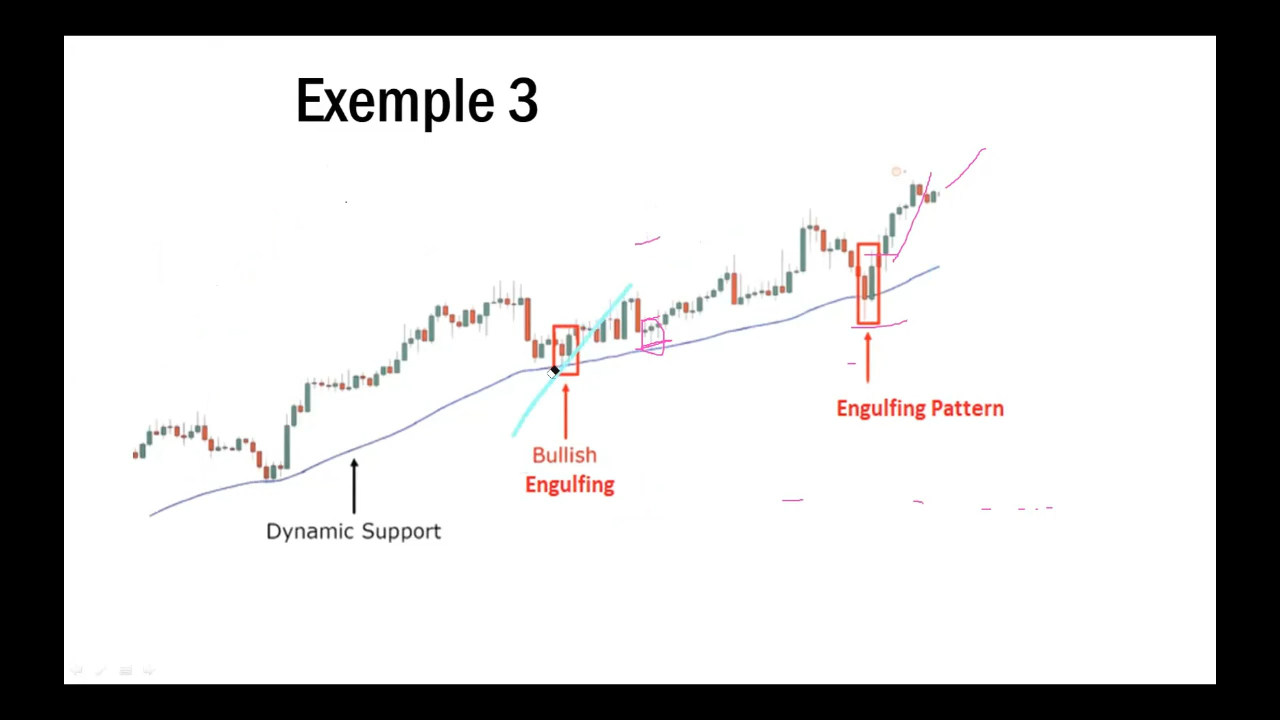 Exemple 3
Engulfing Pattern
Bullish
Engulfing
Dynamic Support